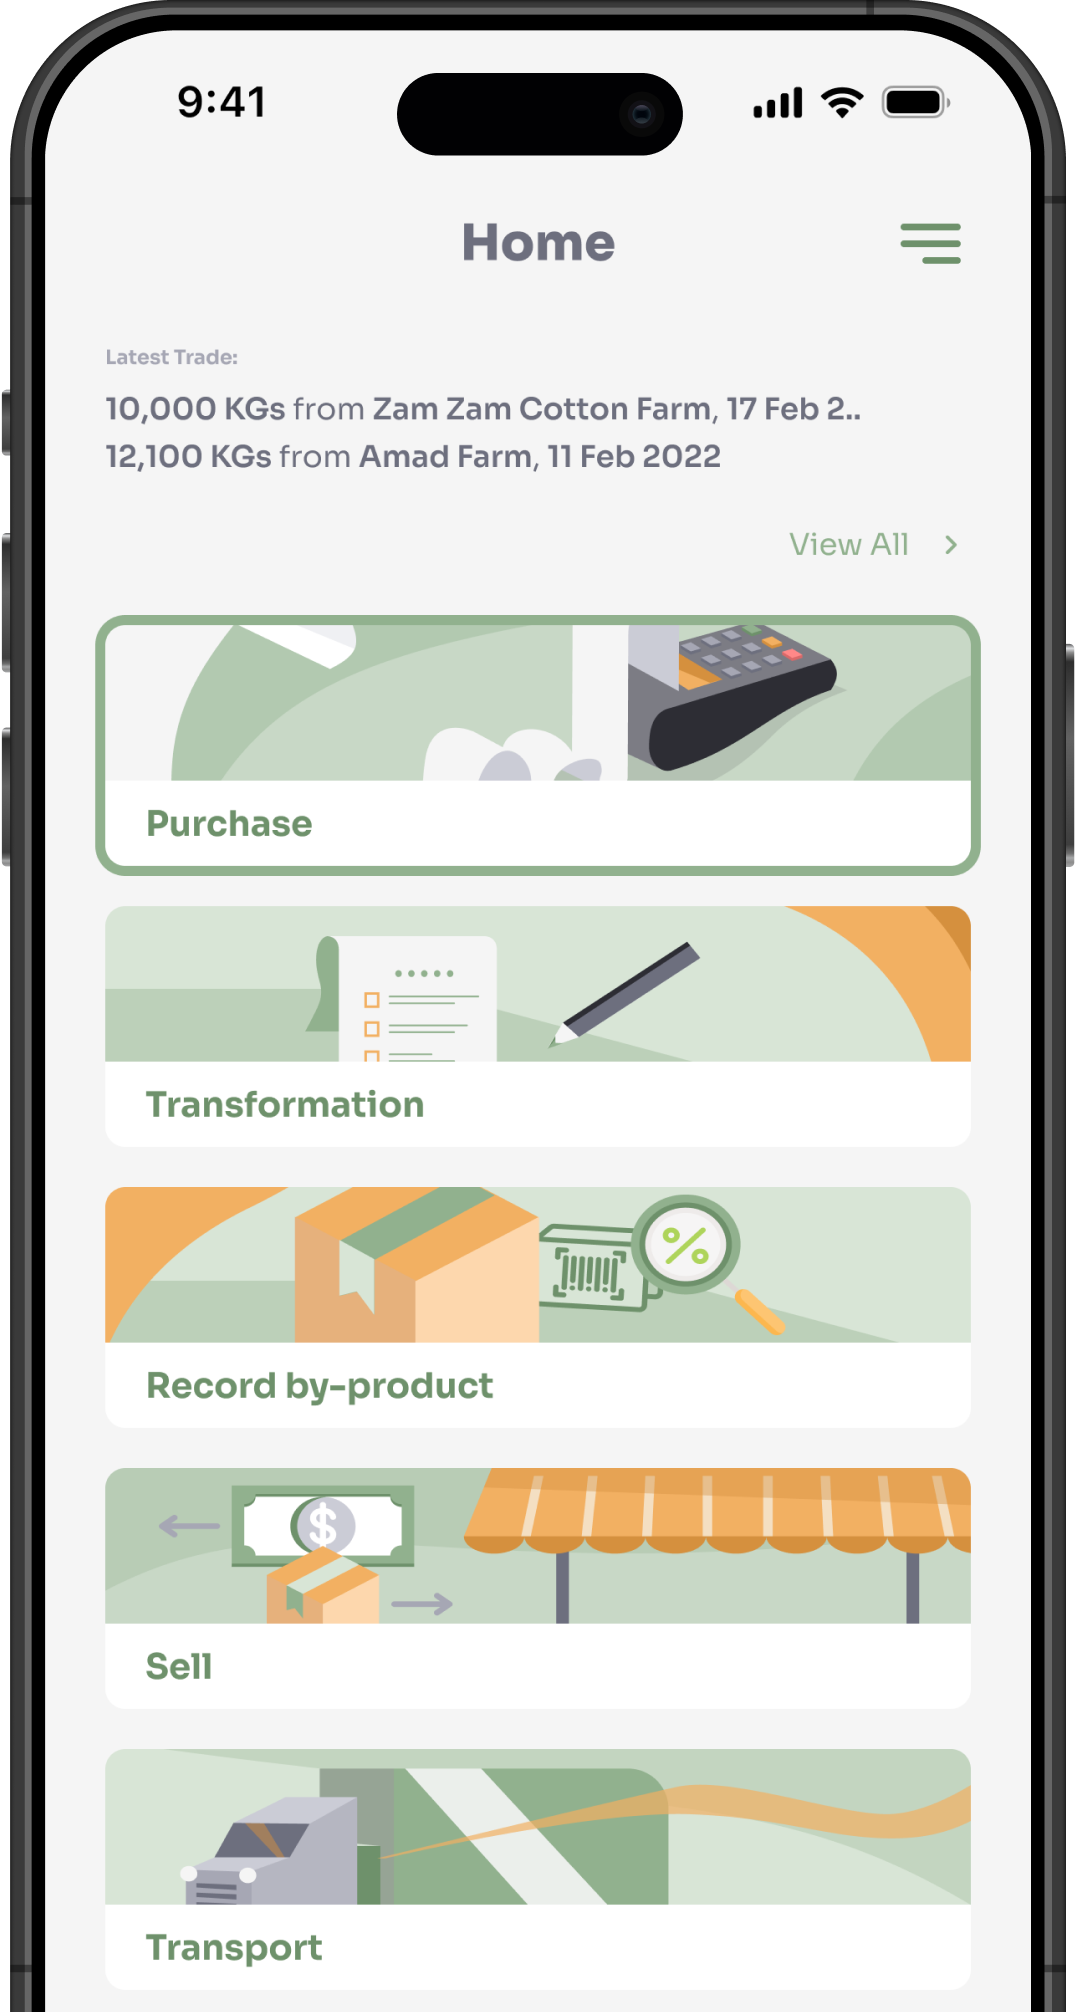 9:41
Home
Latest Trade:
10,000 KGs from Zam Zam Cotton Farm, 17 Feb 2..
12,100 KGs from Amad Farm, 11 Feb 2022
View All
Purchase
Transformation
%
Record by-product
$
Sell
Transport